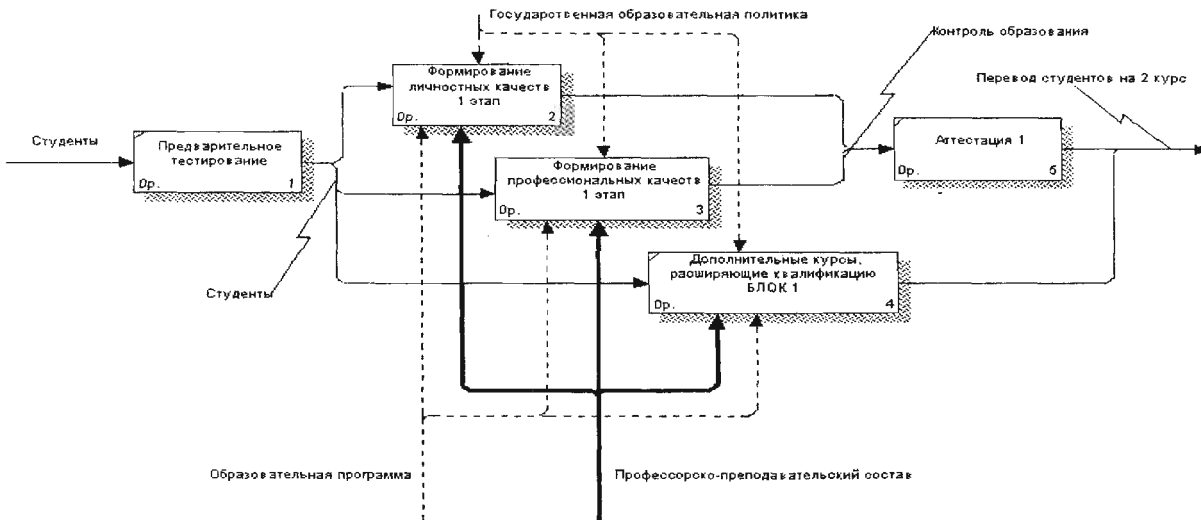 Государственная образовательная политика
Контроль образования
Перевод студентов на 2 курс
Формирование
личностных качеств
1 этап
0р. 2
Студенты
Предварительное
тестирование
0р. 1
Аттестация 1
0р. 5
Формирование
профессиональных качеств
1 этап
0р. 3
Дополнительные курсы,
расширяющие квалификацию
БЛОК 1
0р. 4
Студенты
Образовательная программа
Профессорско-преподавательский состав